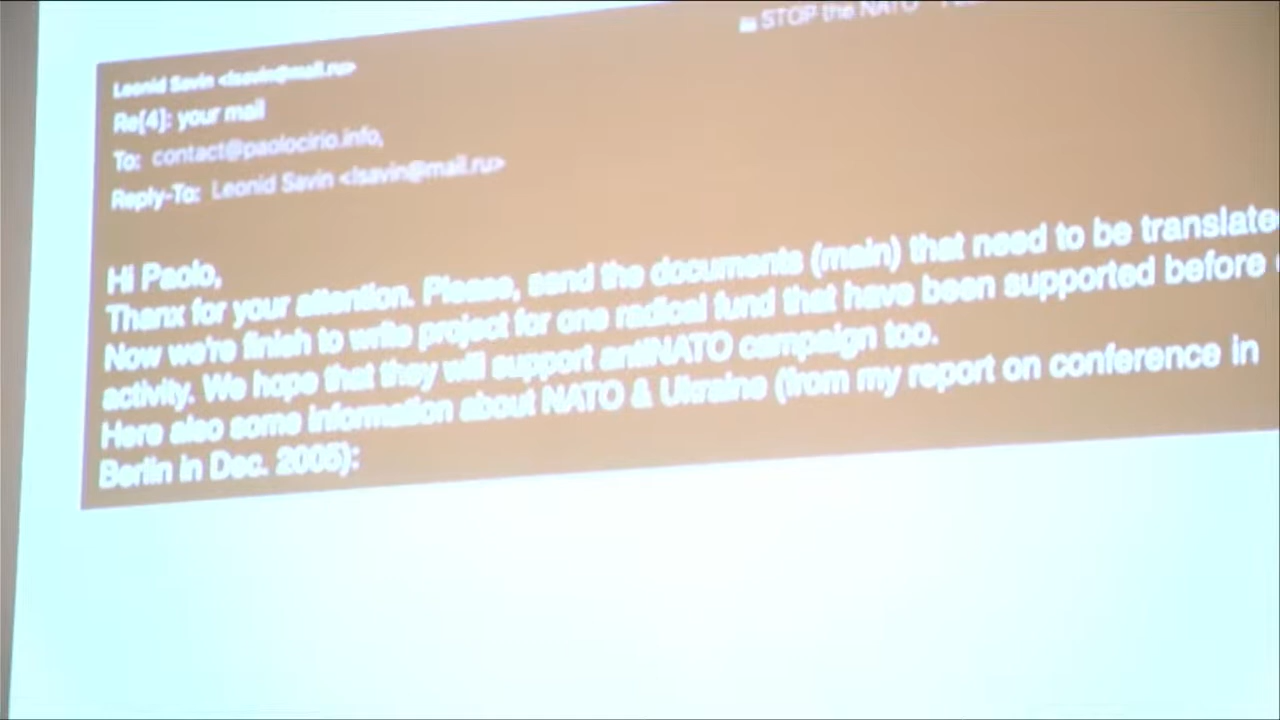 STOP the NATO
Leonid Savin <lsavin@mail.ru>
Re[4]: your mail
To: contact@paolocirio.info,
Reply-To: Leonid Savin <lsavin@mail.ru>
Hi Paolo,
Thanx for your attention. Please, send the documents (main) that need to be translate
Now we're finish to write project for one radical fund that have been supported before
activity. We hope that they will support antiNATO campaign too.
Here also some information about NATO & Ukraine (from my report on conference in
Berlin in Dec. 2005):